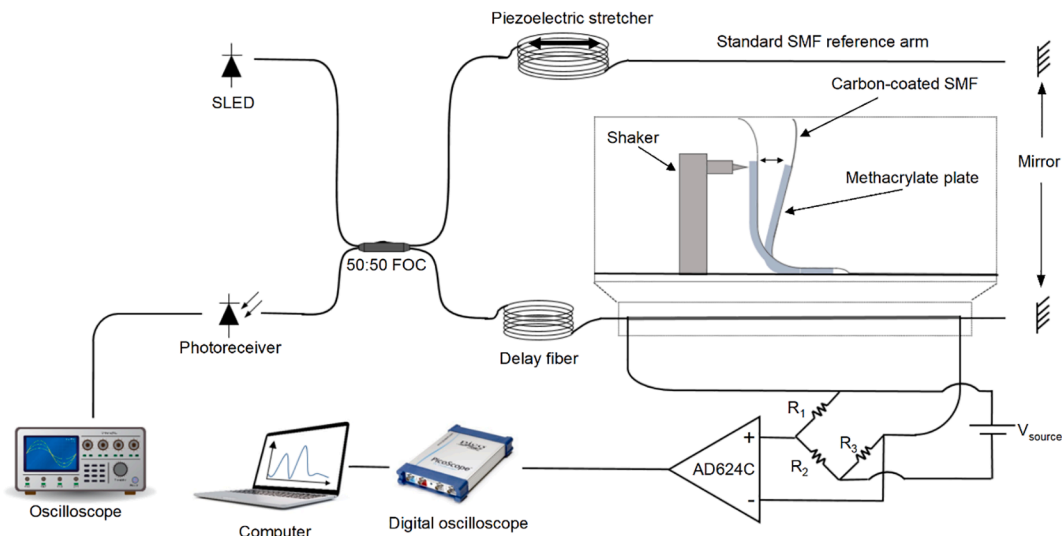 Piezoelectric stretcher
Standard SMF reference arm
SLED
Carbon-coated SMF
Shaker
Mirror
Methacrylate plate
50:50 FOC
Photoreceiver
Delay fiber
R1
R3
Vsource
+
AD624C
R2
-
PicoScope
Oscilloscope
Computer
Digital oscilloscope